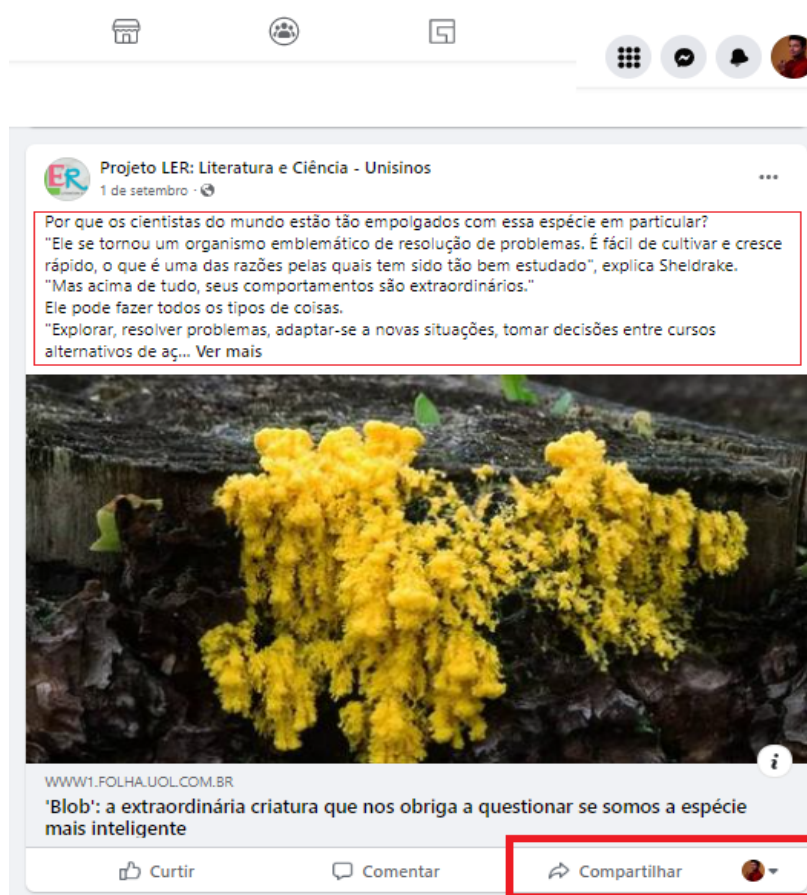 Projeto LER: Literatura e Ciência - Unisinos
1 de setembro ·
Por que os cientistas do mundo estão tão empolgados com essa espécie em particular?
"Ele se tornou um organismo emblemático de resolução de problemas. É fácil de cultivar e cresce
rápido, o que é uma das razões pelas quais tem sido tão bem estudado", explica Sheldrake.
"Mas acima de tudo, seus comportamentos são extraordinários."
Ele pode fazer todos os tipos de coisas.
"Explorar, resolver problemas, adaptar-se a novas situações, tomar decisões entre cursos
alternativos de aç... Ver mais
WWW1.FOLHA.UOL.COM.BR
'Blob': a extraordinária criatura que nos obriga a questionar se somos a espécie
mais inteligente
Curtir Comentar Compartilhar